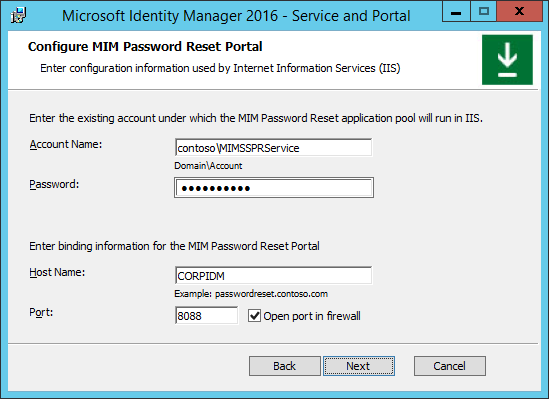 Microsoft Identity Manager 2016 - Service and Portal
Configure MIM Password Reset Portal
Enter configuration information used by Internet Information Services (IIS)
Enter the existing account under which the MIM Password Reset application pool will run in IIS.
Account Name: contoso\MIMSSPRService
Domain\Account
Password: ●●●●●●●●●●
Enter binding information for the MIM Password Reset Portal
Host Name: CORPIDM
Example: passwordreset.contoso.com
Port: 8088 Open port in firewall
Back Next Cancel